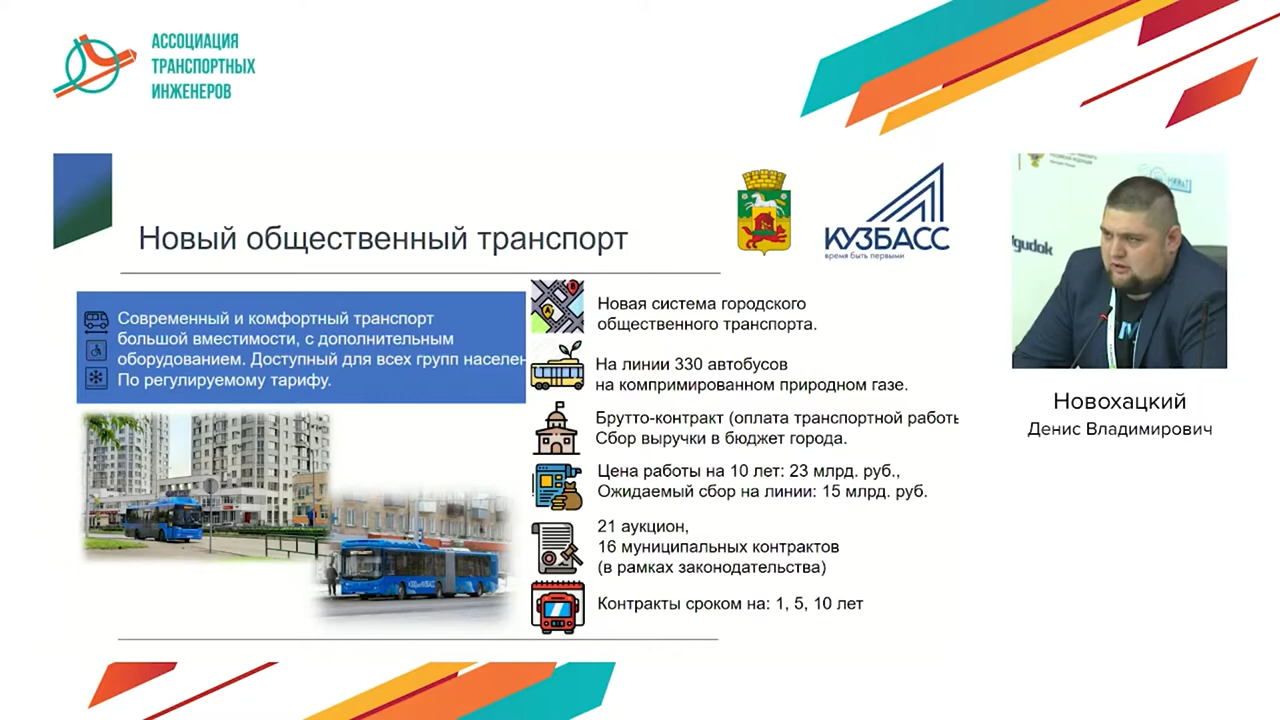 АССОЦИАЦИЯ
ТРАНСПОРТНЫХ
ИНЖЕНЕРОВ
Новый общественный транспорт
КУЗБАСС
время быть первыми
Современный и комфортный транспорт
большой вместимости, с дополнительным
оборудованием. Доступный для всех групп населен
По регулируемому тарифу.
Новая система городского
общественного транспорта.
На линии 330 автобусов
на компримированном природном газе.
Брутто-контракт (оплата транспортной работы
Сбор выручки в бюджет города.
Цена работы на 10 лет: 23 млрд. руб.,
Ожидаемый сбор на линии: 15 млрд. руб.
21 аукцион,
16 муниципальных контрактов
(в рамках законодательства)
Контракты сроком на: 1, 5, 10 лет
gudok
Новохацкий
Денис Владимирович